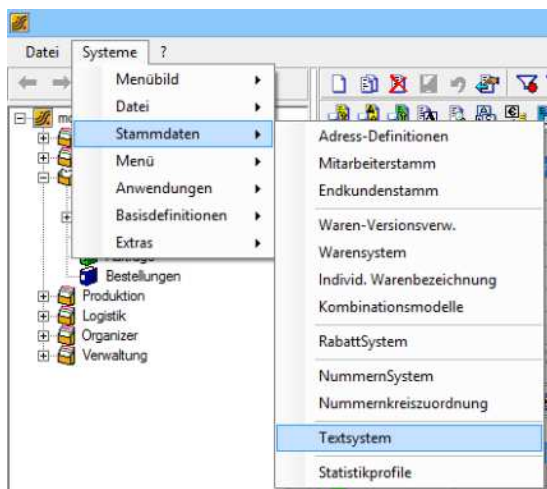 Datei Systeme ?
Menübild
Datei
Stammdaten
Menü
Anwendungen
Basisdefinitionen
Extras
Adress-Definitionen
Mitarbeiterstamm
Endkundenstamm
Waren-Versionsverw.
Warensystem
Individ. Warenbezeichnung
Kombinationsmodelle
RabattSystem
NummernSystem
Nummernkreiszuordnung
Textsystem
Statistikprofile
Bestellungen
Produktion
Logistik
Organizer
Verwaltung